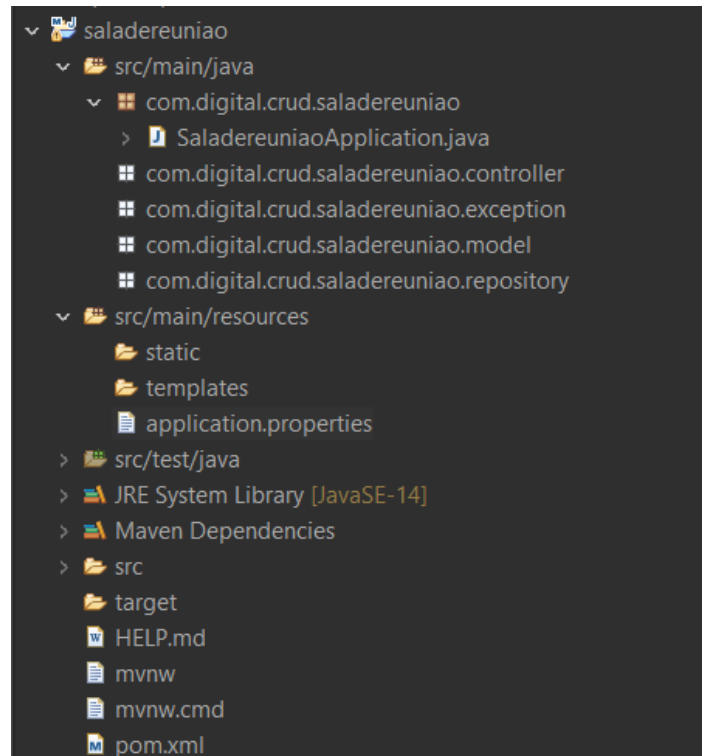 saladereuniao
src/main/java
com.digital.crud.saladereuniao
SaladereuniaoApplication.java
com.digital.crud.saladereuniao.controller
com.digital.crud.saladereuniao.exception
com.digital.crud.saladereuniao.model
com.digital.crud.saladereuniao.repository
src/main/resources
static
templates
application.properties
src/test/java
JRE System Library [JavaSE-14]
Maven Dependencies
src
target
HELP.md
mvnw
mvnw.cmd
pom.xml